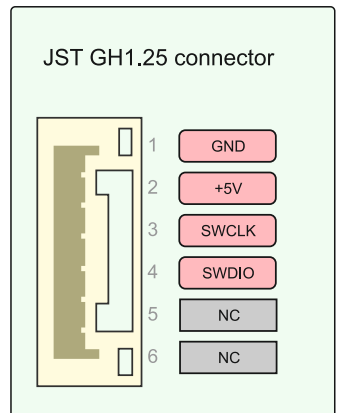 JST GH1.25 connector
1 GND
2 +5V
3 SWCLK
4 SWDIO
5 NC
6 NC